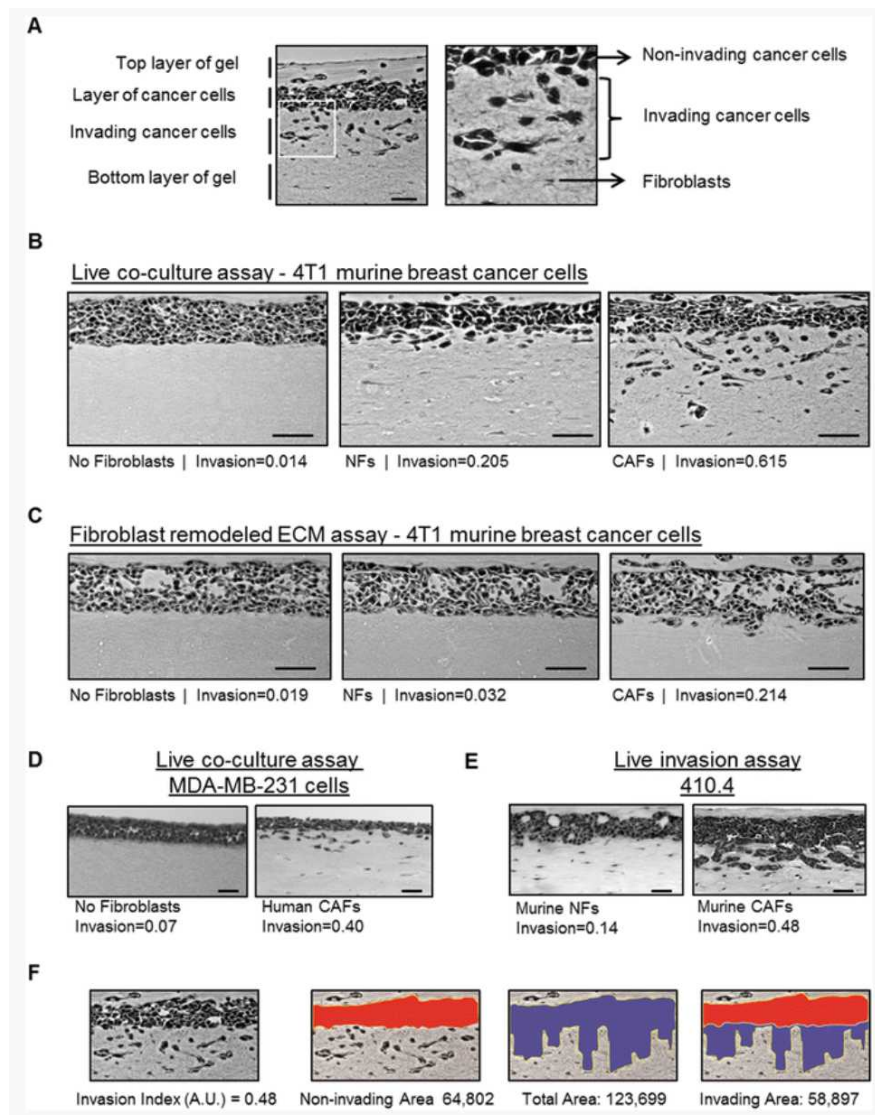 A
Top layer of gel
Layer of cancer cells
Invading cancer cells
Bottom layer of gel
Non-invading cancer cells
Invading cancer cells
Fibroblasts
B
Live co-culture assay - 4T1 murine breast cancer cells
No Fibroblasts | Invasion=0.014
NFs | Invasion=0.205
CAFs | Invasion=0.615
C
Fibroblast remodeled ECM assay - 4T1 murine breast cancer cells
No Fibroblasts | Invasion=0.019
NFs | Invasion=0.032
CAFs | Invasion=0.214
D
Live co-culture assay
MDA-MB-231 cells
No Fibroblasts
Invasion=0.07
Human CAFs
Invasion=0.40
E
Live invasion assay
410.4
Murine NFs
Invasion=0.14
Murine CAFs
Invasion=0.48
F
Invasion Index (A.U.) = 0.48
Non-invading Area 64,802
Total Area: 123,699
Invading Area: 58,897